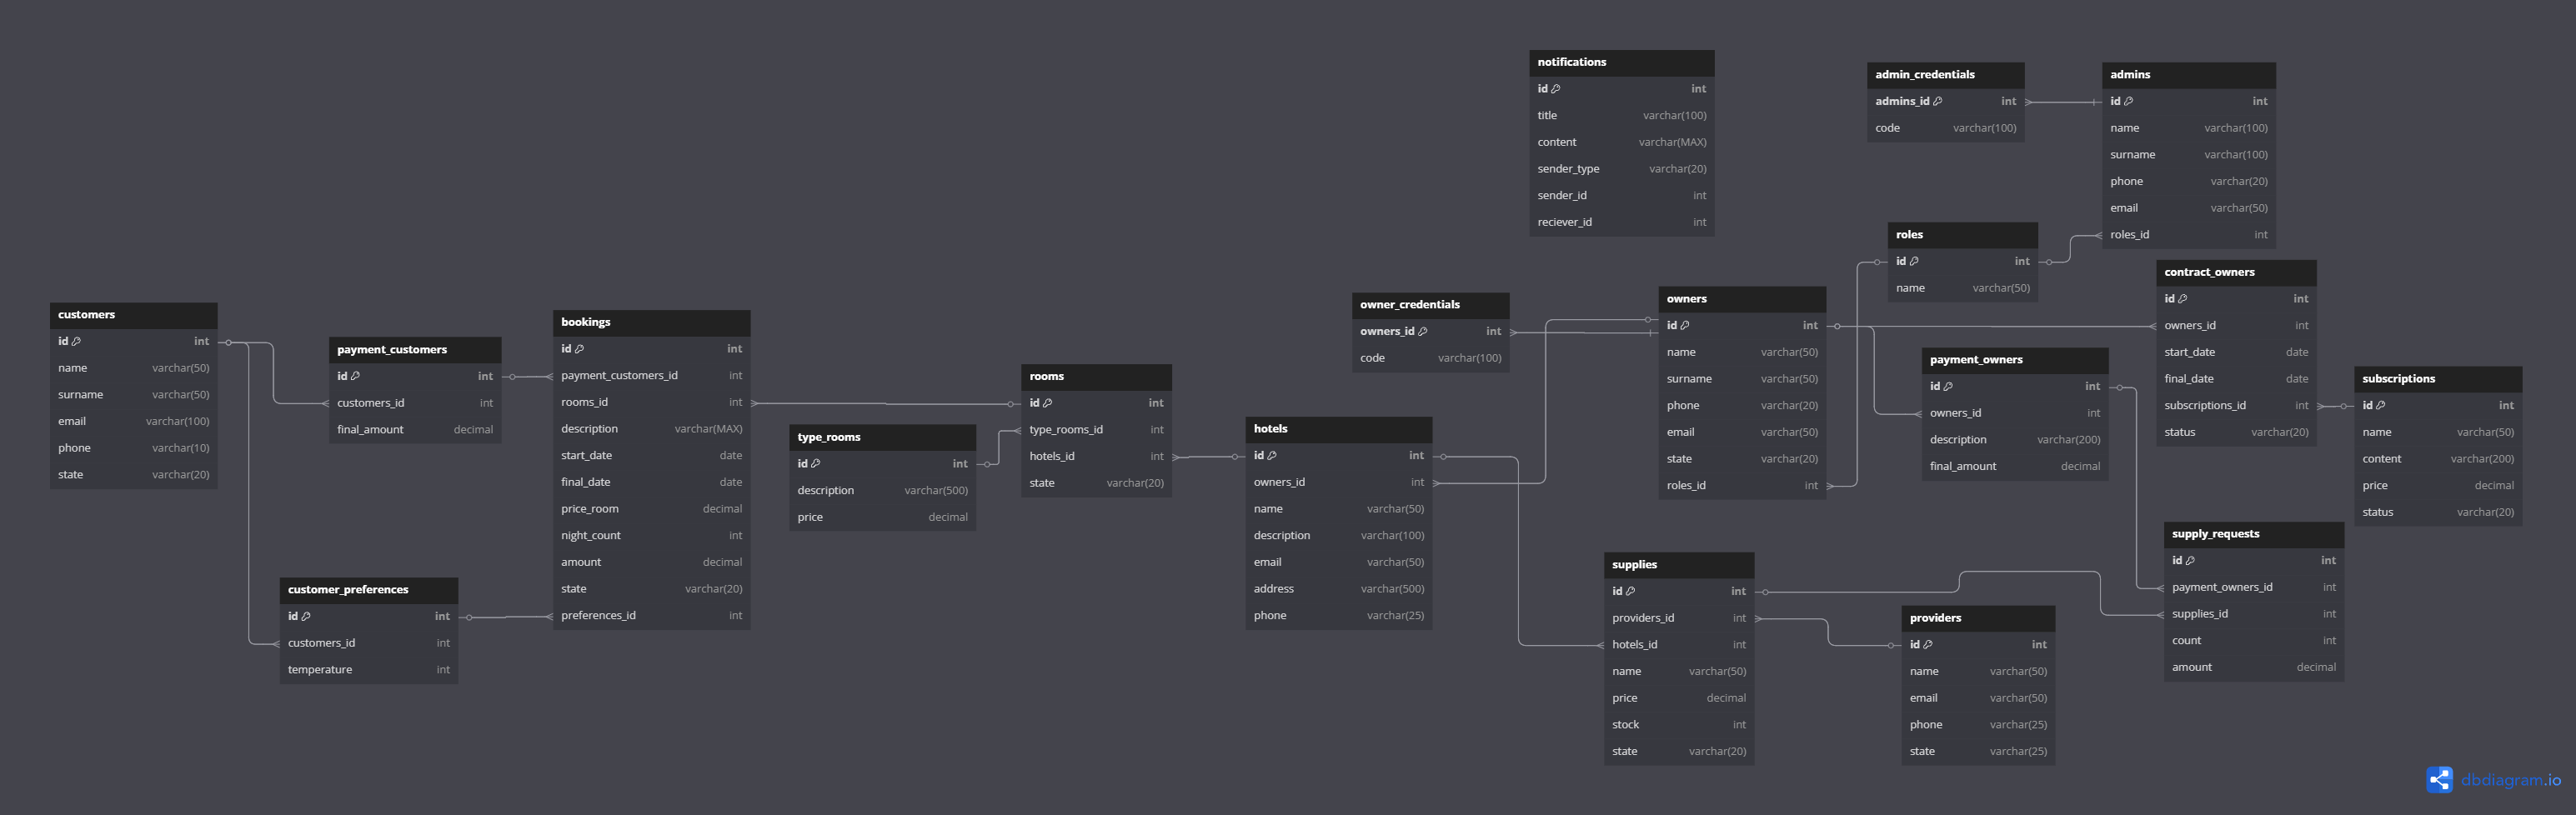 notifications
id int
title varchar(100)
content varchar(MAX)
sender_type varchar(20)
sender_id int
reciever_id int
admin_credentials
admins_id int
code varchar(100)
admins
id int
name varchar(100)
surname varchar(100)
phone varchar(20)
email varchar(50)
roles_id int
roles
id int
name varchar(50)
contract_owners
id int
owners_id int
start_date date
final_date date
subscriptions_id int
status varchar(20)
customers
id int
name varchar(50)
surname varchar(50)
email varchar(100)
phone varchar(10)
state varchar(20)
payment_customers
id int
customers_id int
final_amount decimal
bookings
id int
payment_customers_id int
rooms_id int
description varchar(MAX)
start_date date
final_date date
price_room decimal
night_count int
amount decimal
state varchar(20)
preferences_id int
owner_credentials
owners_id int
code varchar(100)
owners
id int
name varchar(50)
surname varchar(50)
phone varchar(20)
email varchar(50)
state varchar(20)
roles_id int
payment_owners
id int
owners_id int
description varchar(200)
final_amount decimal
subscriptions
id int
name varchar(50)
content varchar(200)
price decimal
status varchar(20)
rooms
id int
type_rooms_id int
hotels_id int
state varchar(20)
type_rooms
id int
description varchar(500)
price decimal
hotels
id int
owners_id int
name varchar(50)
description varchar(100)
email varchar(50)
address varchar(500)
phone varchar(25)
supply_requests
id int
payment_owners_id int
supplies_id int
count int
amount decimal
customer_preferences
id int
customers_id int
temperature int
supplies
id int
providers_id int
hotels_id int
name varchar(50)
price decimal
stock int
state varchar(20)
providers
id int
name varchar(50)
email varchar(50)
phone varchar(25)
state varchar(25)
dbdiagram.io